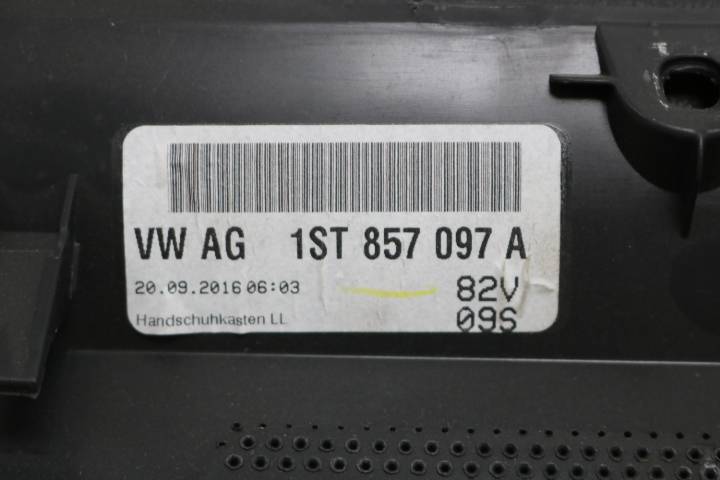 VW AG 1ST 857 097 A
20.09.2016 06:03 82V
Handschuhkasten LL 09S